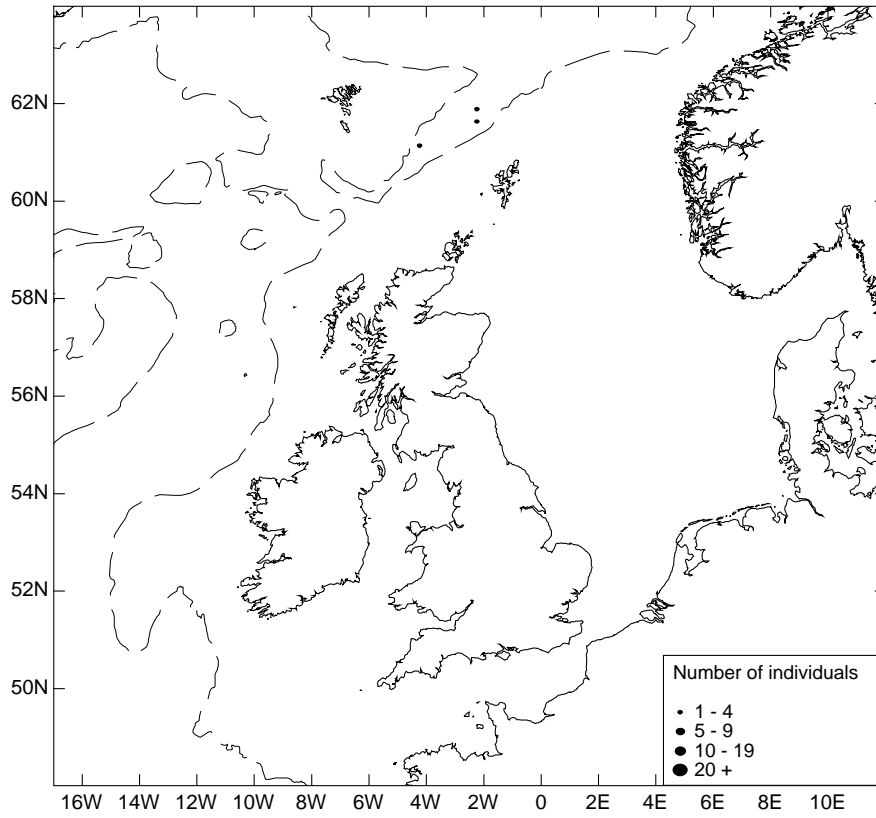 62N
60N
58N
56N
54N
52N
50N
Number of individuals
1 - 4
5 - 9
10 - 19
20 +
16W 14W 12W 10W 8W 6W 4W 2W 0 2E 4E 6E 8E 10E